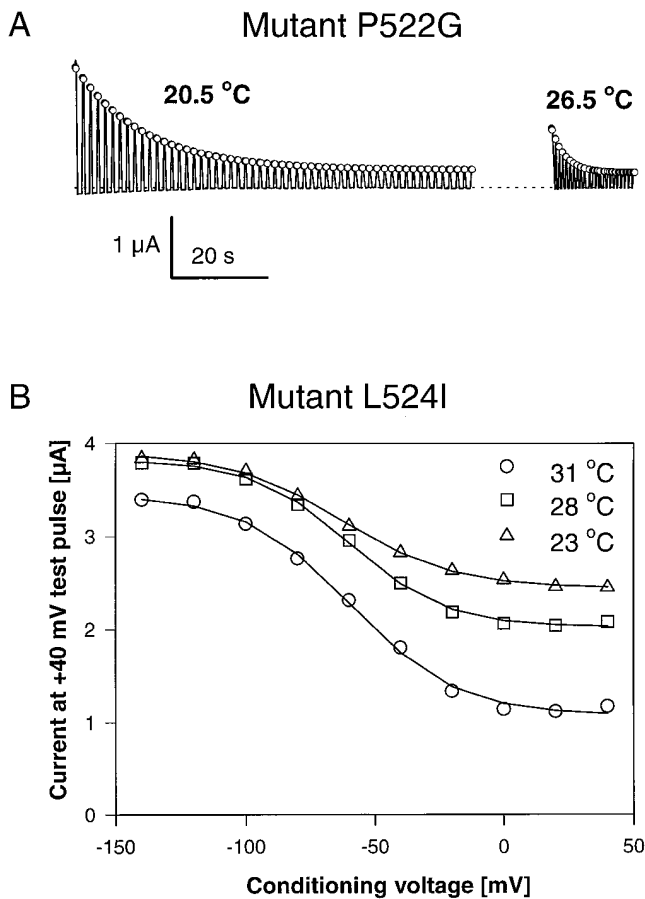 A Mutant P522G
20.5 °C
26.5 °C
1 µA
20 s
B Mutant L524I
Current at +40 mV test pulse [µA]
4
3
2
1
0
31 °C
28 °C
23 °C
-150 -100 -50 0 50
Conditioning voltage [mV]